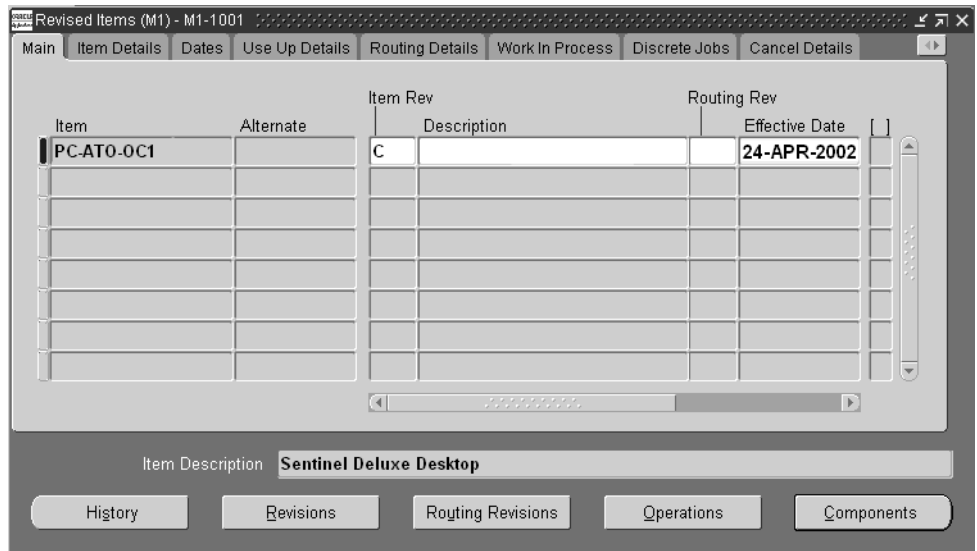 Revised Items (M1) - M1-1001
Main Item Details Dates Use Up Details Routing Details Work In Process Discrete Jobs Cancel Details
Item Rev Routing Rev
Item Alternate Description Effective Date [ ]
PC-ATO-OC1 C 24-APR-2002
Item Description Sentinel Deluxe Desktop
History Revisions Routing Revisions Operations Components